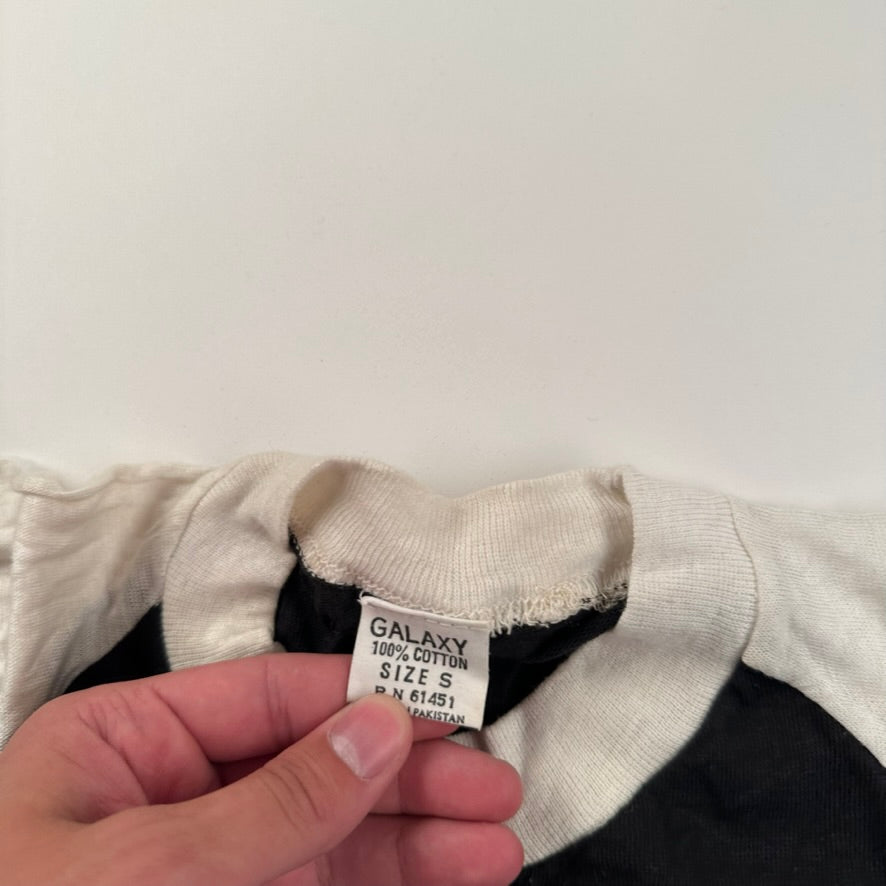 GALAXY
100% COTTON
SIZE S
R N 61451
PAKISTAN